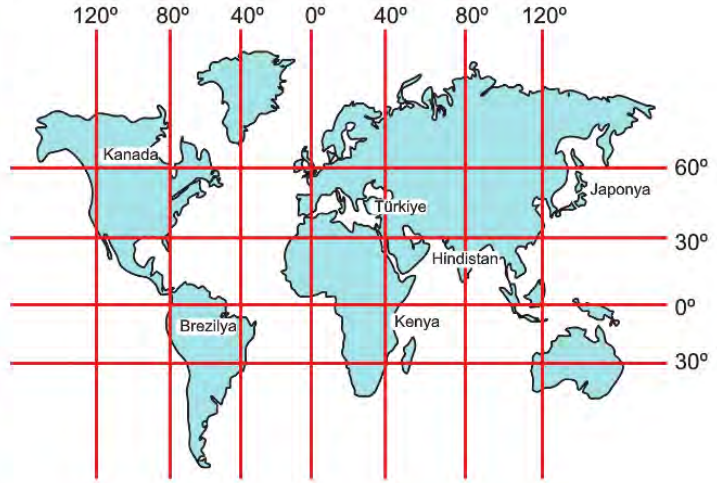 120º 80º 40º 0º 40º 80º 120º
Kanada
60º
Japonya
Türkiye
30º
Hindistan
0º
Brezilya
Kenya
30º